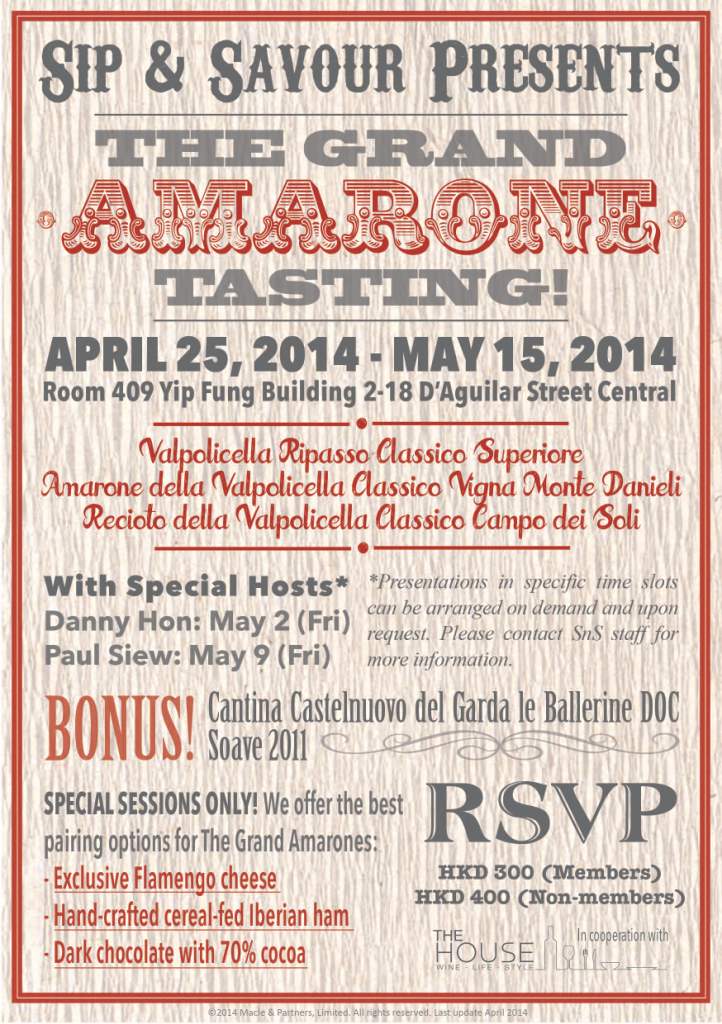 Sip & Savour Presents
THE GRAND
AMARONE
TASTING!
APRIL 25, 2014 - MAY 15, 2014
Room 409 Yip Fung Building 2-18 D'Aguilar Street Central
Valpolicella Ripasso Classico Superiore
Amarone della Valpolicella Classico Vigna Monte Danieli
Recioto della Valpolicella Classico Campo dei Soli
With Special Hosts*
Danny Hon: May 2 (Fri)
Paul Siew: May 9 (Fri)
*Presentations in specific time slots
can be arranged on demand and upon
request. Please contact SnS staff for
more information.
BONUS!
Cantina Castelnuovo del Garda le Ballerine DOC
Soave 2011
SPECIAL SESSIONS ONLY! We offer the best
pairing options for The Grand Amarones:
- Exclusive Flamengo cheese
- Hand-crafted cereal-fed Iberian ham
- Dark chocolate with 70% cocoa
RSVP
HKD 300 (Members)
HKD 400 (Non-members)
In cooperation with
THE
HOUSE
WINE - LIFE - STYLE
©2014 Macie & Partners, Limited. All rights reserved. Last update April 2014